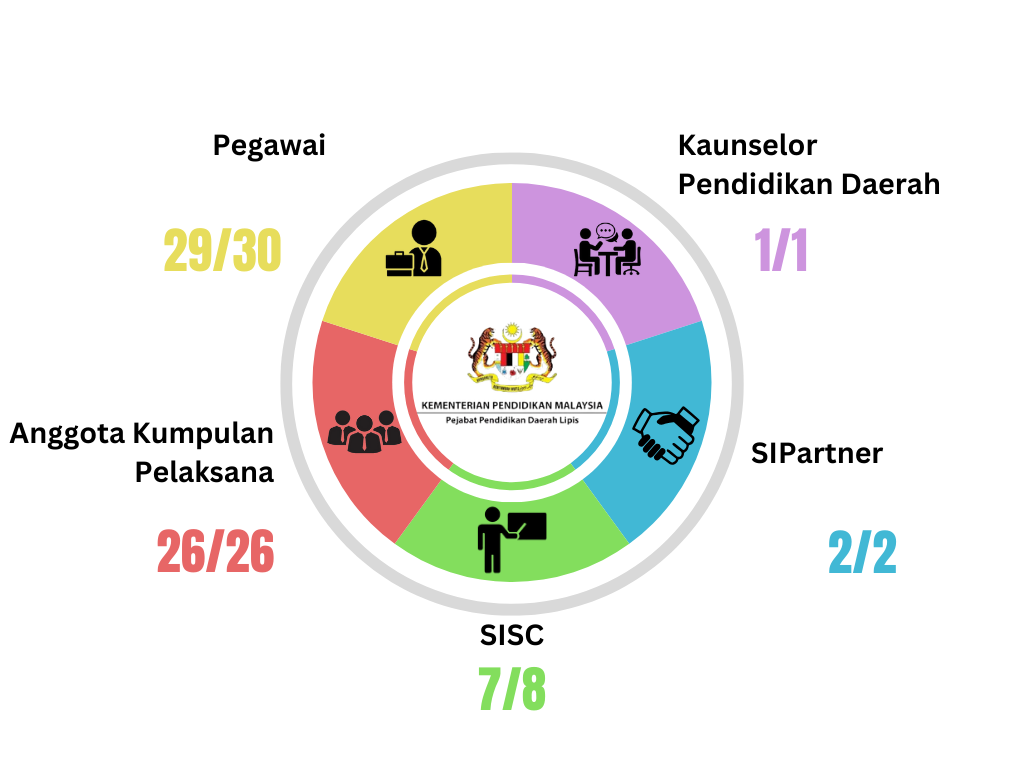 Pegawai
29/30
Kaunselor
Pendidikan Daerah
1/1
KEMENTERIAN PENDIDIKAN MALAYSIA
Pejabat Pendidikan Daerah Lipis
Anggota Kumpulan
Pelaksana
26/26
SIPartner
2/2
SISC
7/8